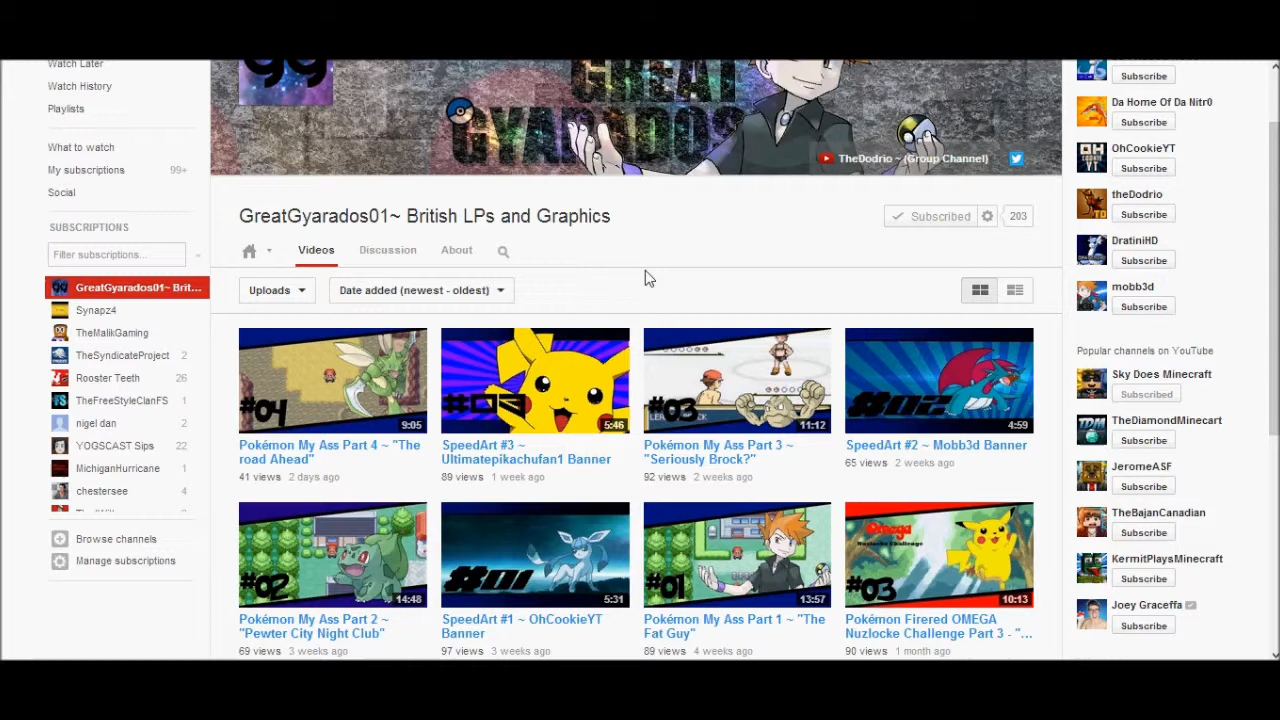 Watch Later
Watch History
Playlists
What to watch
My subscriptions 99+
Social
SUBSCRIPTIONS
Filter subscriptions...
GreatGyarados01~ Brit...
Synapz4
TheMalikGaming
TheSyndicateProject 2
Rooster Teeth 26
TheFreeStyleClanFS 1
nigel dan 2
YOGSCAST Sips 22
MichiganHurricane 1
chestersee 4
Browse channels
Manage subscriptions
gg
GREAT
GYARADOS
TheDodrio ~ (Group Channel)
GreatGyarados01~ British LPs and Graphics
Subscribed 203
Videos Discussion About
Uploads Date added (newest - oldest)
#04 9:05
Pokémon My Ass Part 4 ~ "The
road Ahead"
41 views 2 days ago
#03 5:46
SpeedArt #3 ~
Ultimatepikachufan1 Banner
89 views 1 week ago
#03 11:12
Pokémon My Ass Part 3 ~
"Seriously Brock?"
92 views 2 weeks ago
#02 4:59
SpeedArt #2 ~ Mobb3d Banner
65 views 2 weeks ago
#02 14:48
Pokémon My Ass Part 2 ~
"Pewter City Night Club"
69 views 3 weeks ago
#01 5:31
SpeedArt #1 ~ OhCookieYT
Banner
97 views 3 weeks ago
#01 13:57
Pokémon My Ass Part 1 ~ "The
Fat Guy"
89 views 4 weeks ago
Omega
Nuzlocke Challenge
#03 10:13
Pokémon Firered OMEGA
Nuzlocke Challenge Part 3 - "...
90 views 1 month ago
Subscribe
Da Home Of Da Nitr0
Subscribe
OhCookieYT
Subscribe
theDodrio
Subscribe
DratiniHD
Subscribe
mobb3d
Subscribe
Popular channels on YouTube
Sky Does Minecraft
Subscribed
TheDiamondMinecart
Subscribe
JeromeASF
Subscribe
TheBajanCanadian
Subscribe
KermitPlaysMinecraft
Subscribe
Joey Graceffa
Subscribe